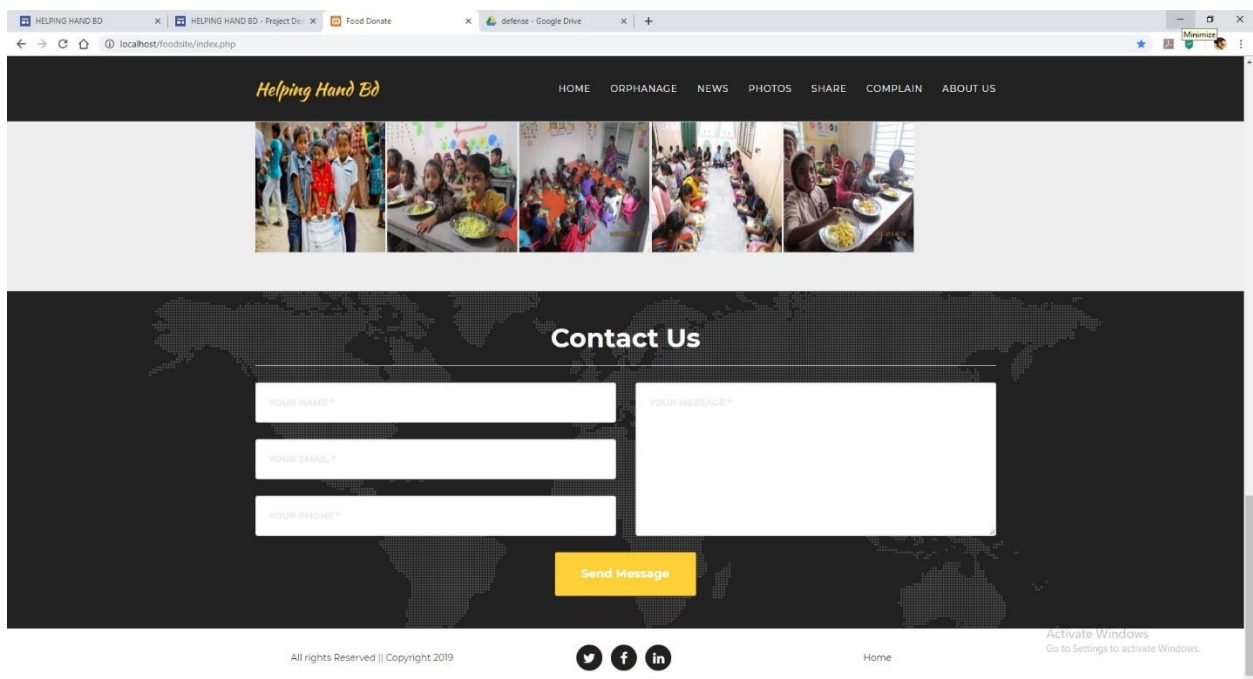 HELPING HAND BD
HELPING HAND BD - Project De
Food Donate
defense - Google Drive
Minimize
localhost/foodsite/index.php
Helping Hand Bd
HOME ORPHANAGE NEWS PHOTOS SHARE COMPLAIN ABOUT US
Contact Us
YOUR NAME *
YOUR MEESAGE *
YOUR EMAIL *
YOUR PHONE *
Send Message
All rights Reserved || Copyright 2019
Home
Activate Windows
Go to Settings to activate Windows.